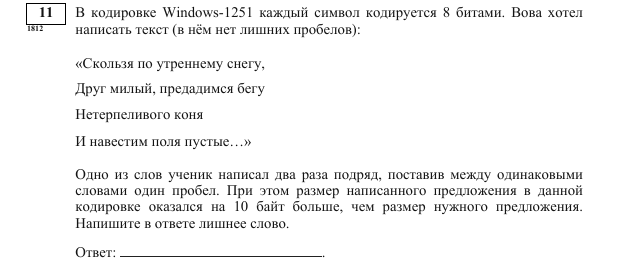 11
1812
В кодировке Windows-1251 каждый символ кодируется 8 битами. Вова хотел
написать текст (в нём нет лишних пробелов):
«Скользя по утреннему снегу,
Друг милый, предадимся бегу
Нетерпеливого коня
И навестим поля пустые…»
Одно из слов ученик написал два раза подряд, поставив между одинаковыми
словами один пробел. При этом размер написанного предложения в данной
кодировке оказался на 10 байт больше, чем размер нужного предложения.
Напишите в ответе лишнее слово.
Ответ: ______________________________.